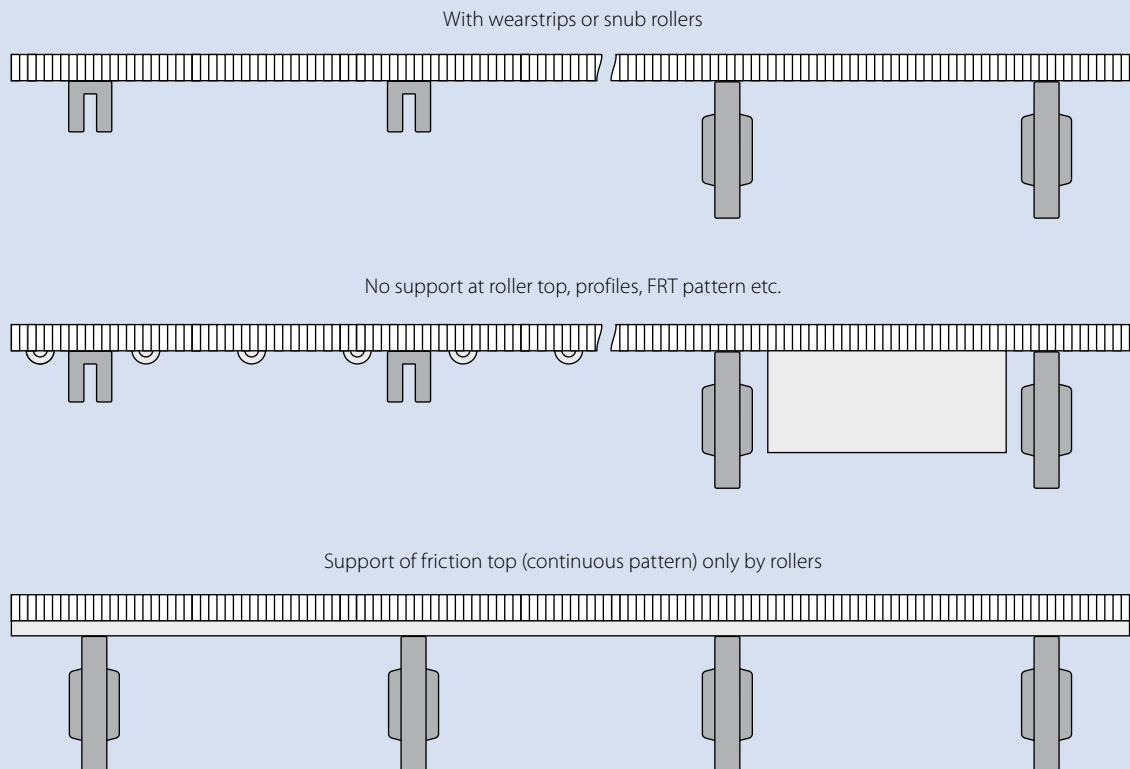 With wearstrips or snub rollers
No support at roller top, profiles, FRT pattern etc.
Support of friction top (continuous pattern) only by rollers